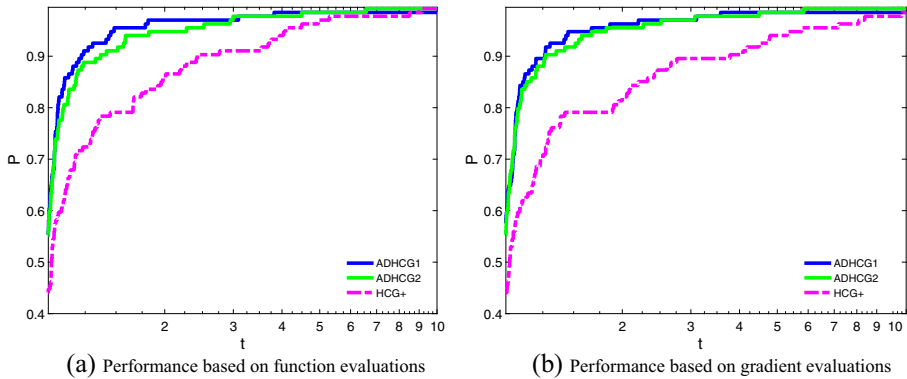 0.9
0.8
0.7
0.6
0.5
0.4
P
ADHCG1
ADHCG2
HCG+
2 3 4 5 6 7 8 9 10
t
(a) Performance based on function evaluations
0.9
0.8
0.7
0.6
0.5
0.4
P
ADHCG1
ADHCG2
HCG+
2 3 4 5 6 7 8 9 10
t
(b) Performance based on gradient evaluations